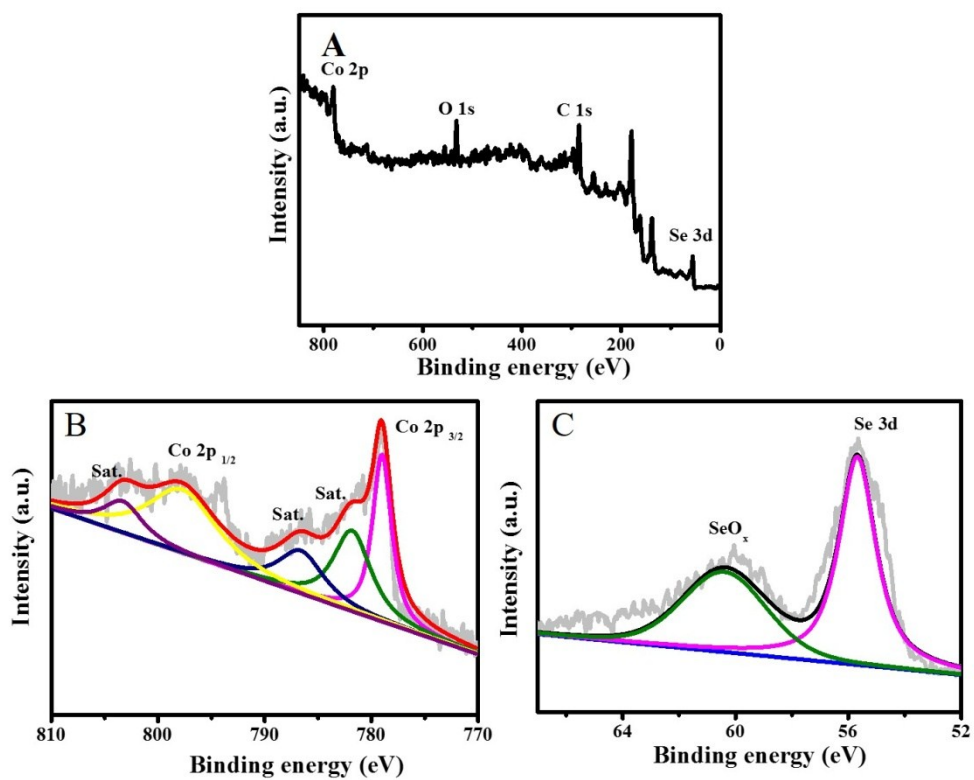 A
Co 2p
O 1s
C 1s
Se 3d
Intensity (a.u.)
800 600 400 200 0
Binding energy (eV)
B
Sat.
Co 2p 1/2
Sat.
Sat.
Co 2p 3/2
Intensity (a.u.)
810 800 790 780 770
Binding energy (eV)
C
Se 3d
SeOx
Intensity (a.u.)
64 60 56 52
Binding energy (eV)